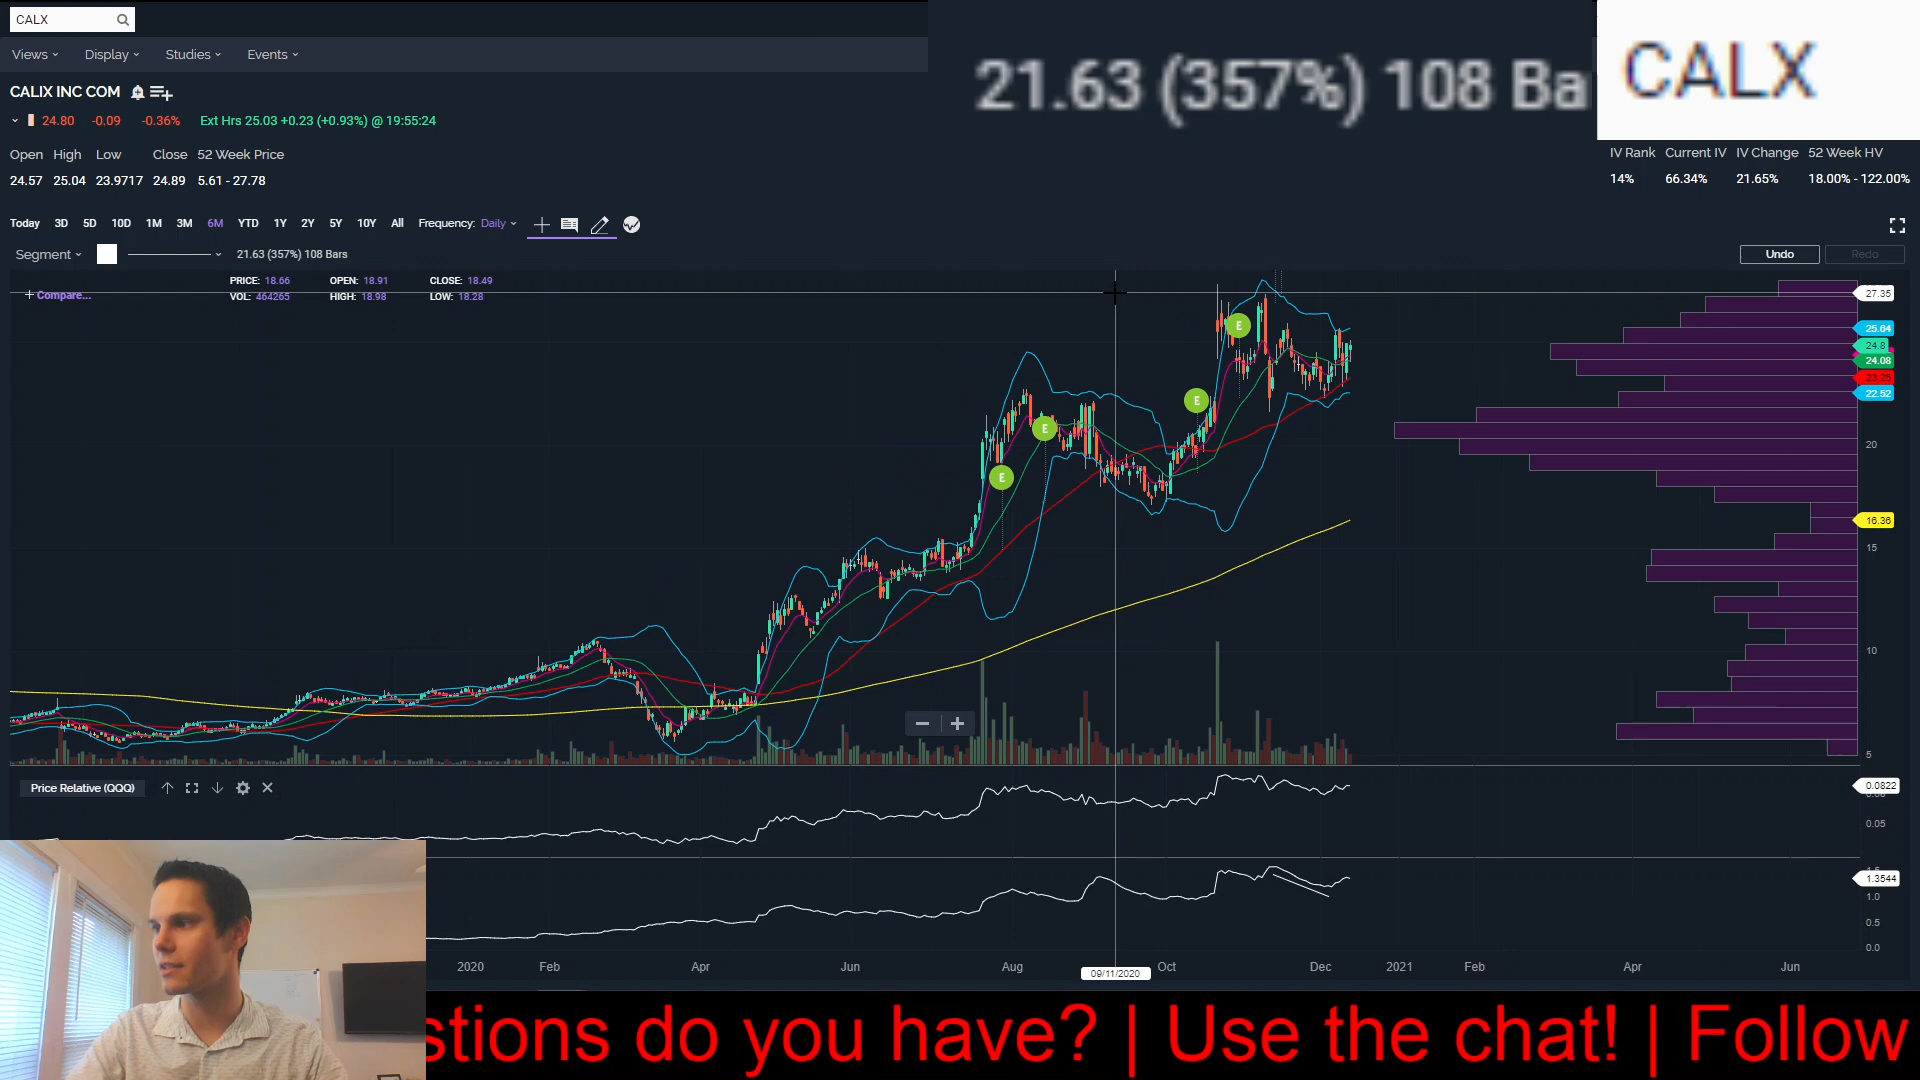 CALX
21.63 (357%) 108 Ba
CALX
Views Display Studies Events
CALIX INC COM
24.80 -0.09 -0.36% Ext Hrs 25.03 +0.23 (+0.93%) @ 19:55:24
Open High Low Close 52 Week Price
24.57 25.04 23.9717 24.89 5.61 - 27.78
IV Rank Current IV IV Change 52 Week HV
14% 66.34% 21.65% 18.00% - 122.00%
Today 3D 5D 10D 1M 3M 6M YTD 1Y 2Y 5Y 10Y All Frequency: Daily
Segment 21.63 (357%) 108 Bars
Undo Redo
PRICE: 18.66 OPEN: 18.91 CLOSE: 18.49
Compare...
VOL: 464265 HIGH: 18.98 LOW: 18.28
27.35
E
25.64
24.8
24.08
23.25
22.52
E
E
20
E
16.36
15
10
− +
5
Price Relative (QQQ)
0.0822
0.05
1.3544
1.0
0.5
0.0
2020 Feb Apr Jun Aug 09/11/2020 Oct Dec 2021 Feb Apr Jun
stions do you have? | Use the chat! | Follow